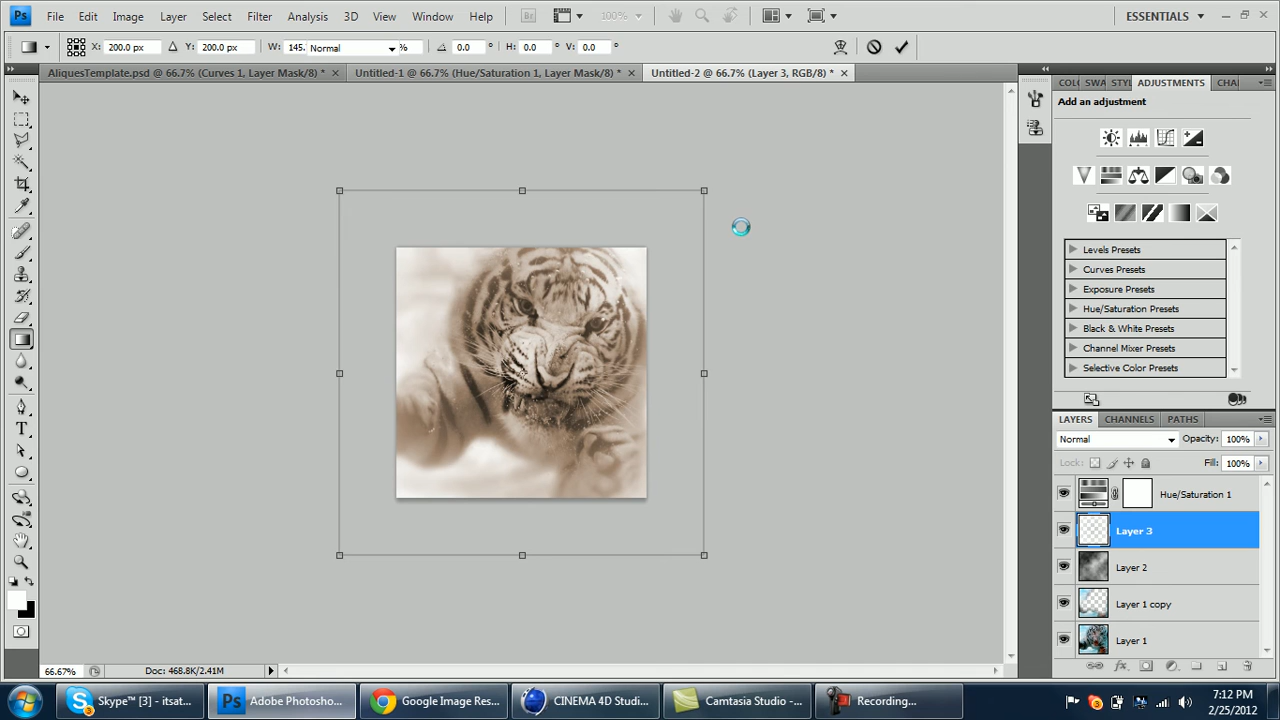 Ps File Edit Image Layer Select Filter Analysis 3D View Window Help Br 100% ESSENTIALS
X: 200.0 px Y: 200.0 px W: 145. Normal % 0.0 ° H: 0.0 ° V: 0.0 °
AliquesTemplate.psd @ 66.7% (Curves 1, Layer Mask/8) * Untitled-1 @ 66.7% (Hue/Saturation 1, Layer Mask/8) * Untitled-2 @ 66.7% (Layer 3, RGB/8) *
COL SWA STYL ADJUSTMENTS CHA
Add an adjustment
Levels Presets
Curves Presets
Exposure Presets
Hue/Saturation Presets
Black & White Presets
Channel Mixer Presets
Selective Color Presets
LAYERS CHANNELS PATHS
Normal Opacity: 100%
Lock: Fill: 100%
Hue/Saturation 1
Layer 3
Layer 2
Layer 1 copy
Layer 1
66.67% Doc: 468.8K/2.41M
Skype™ [3] - itsat... Ps Adobe Photosho... Google Image Res... CINEMA 4D Studi... Camtasia Studio -... Recording...
7:12 PM
2/25/2012